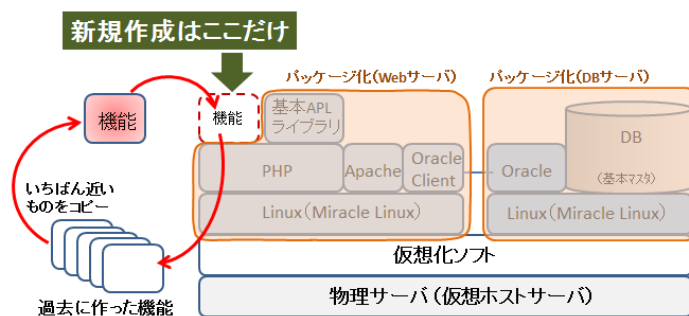 新規作成はここだけ
パッケージ化(Webサーバ)
パッケージ化(DBサーバ)
機能
機能
基本APL
ライブラリ
DB
(基本マスタ)
PHP
Apache
Oracle
Client
Oracle
いちばん近い
ものをコピー
Linux(Miracle Linux)
Linux(Miracle Linux)
仮想化ソフト
過去に作った機能
物理サーバ(仮想ホストサーバ)